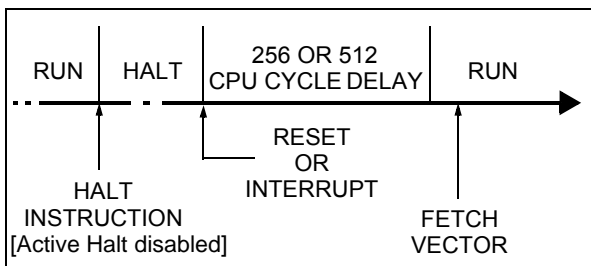 RUN
HALT
256 OR 512
CPU CYCLE DELAY
RUN
RESET
OR
INTERRUPT
HALT
INSTRUCTION
[Active Halt disabled]
FETCH
VECTOR